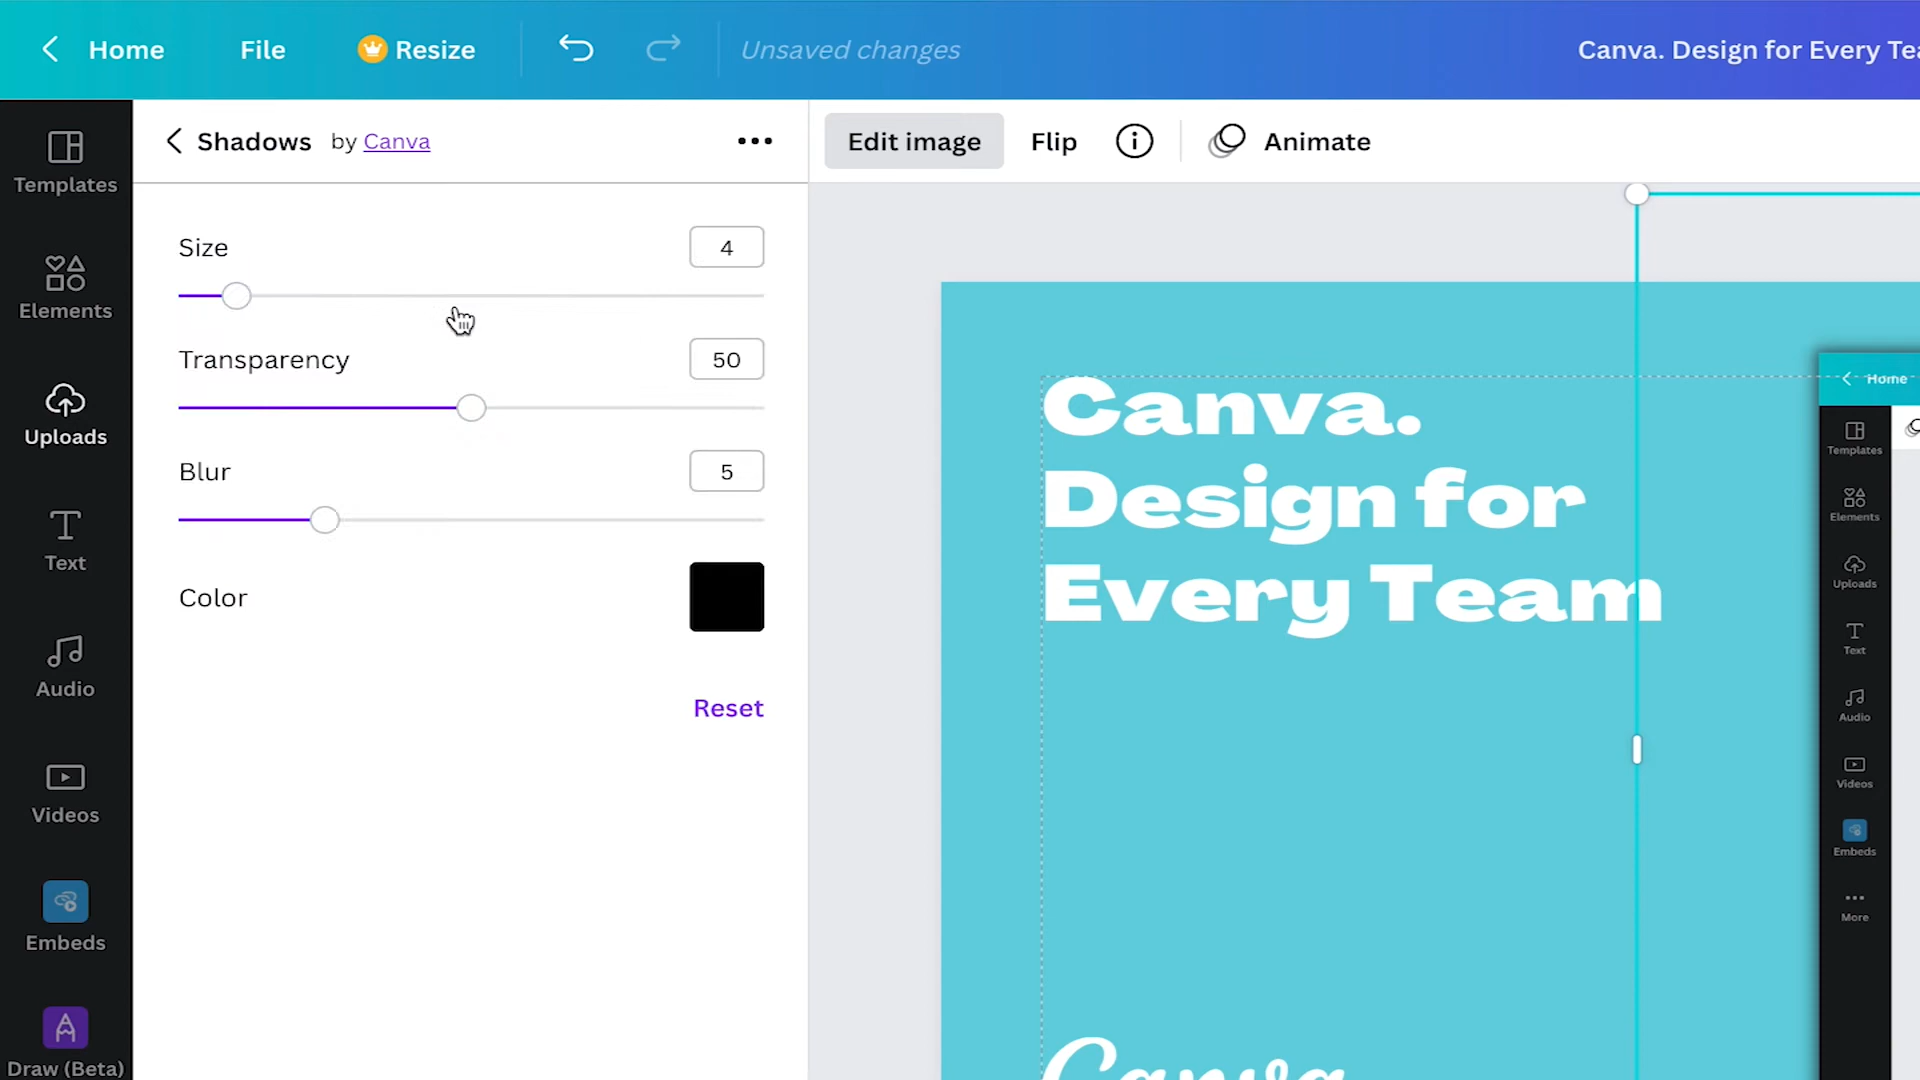 Home File Resize Unsaved changes Canva. Design for Every Tea
Shadows by Canva
Edit image Flip Animate
Templates
Elements
Uploads
Text
Audio
Videos
Embeds
Draw (Beta)
Size 4
Transparency 50
Blur 5
Color
Reset
Canva.
Design for
Every Team
Canva
Home
Templates
Elements
Uploads
Text
Audio
Videos
Embeds
More